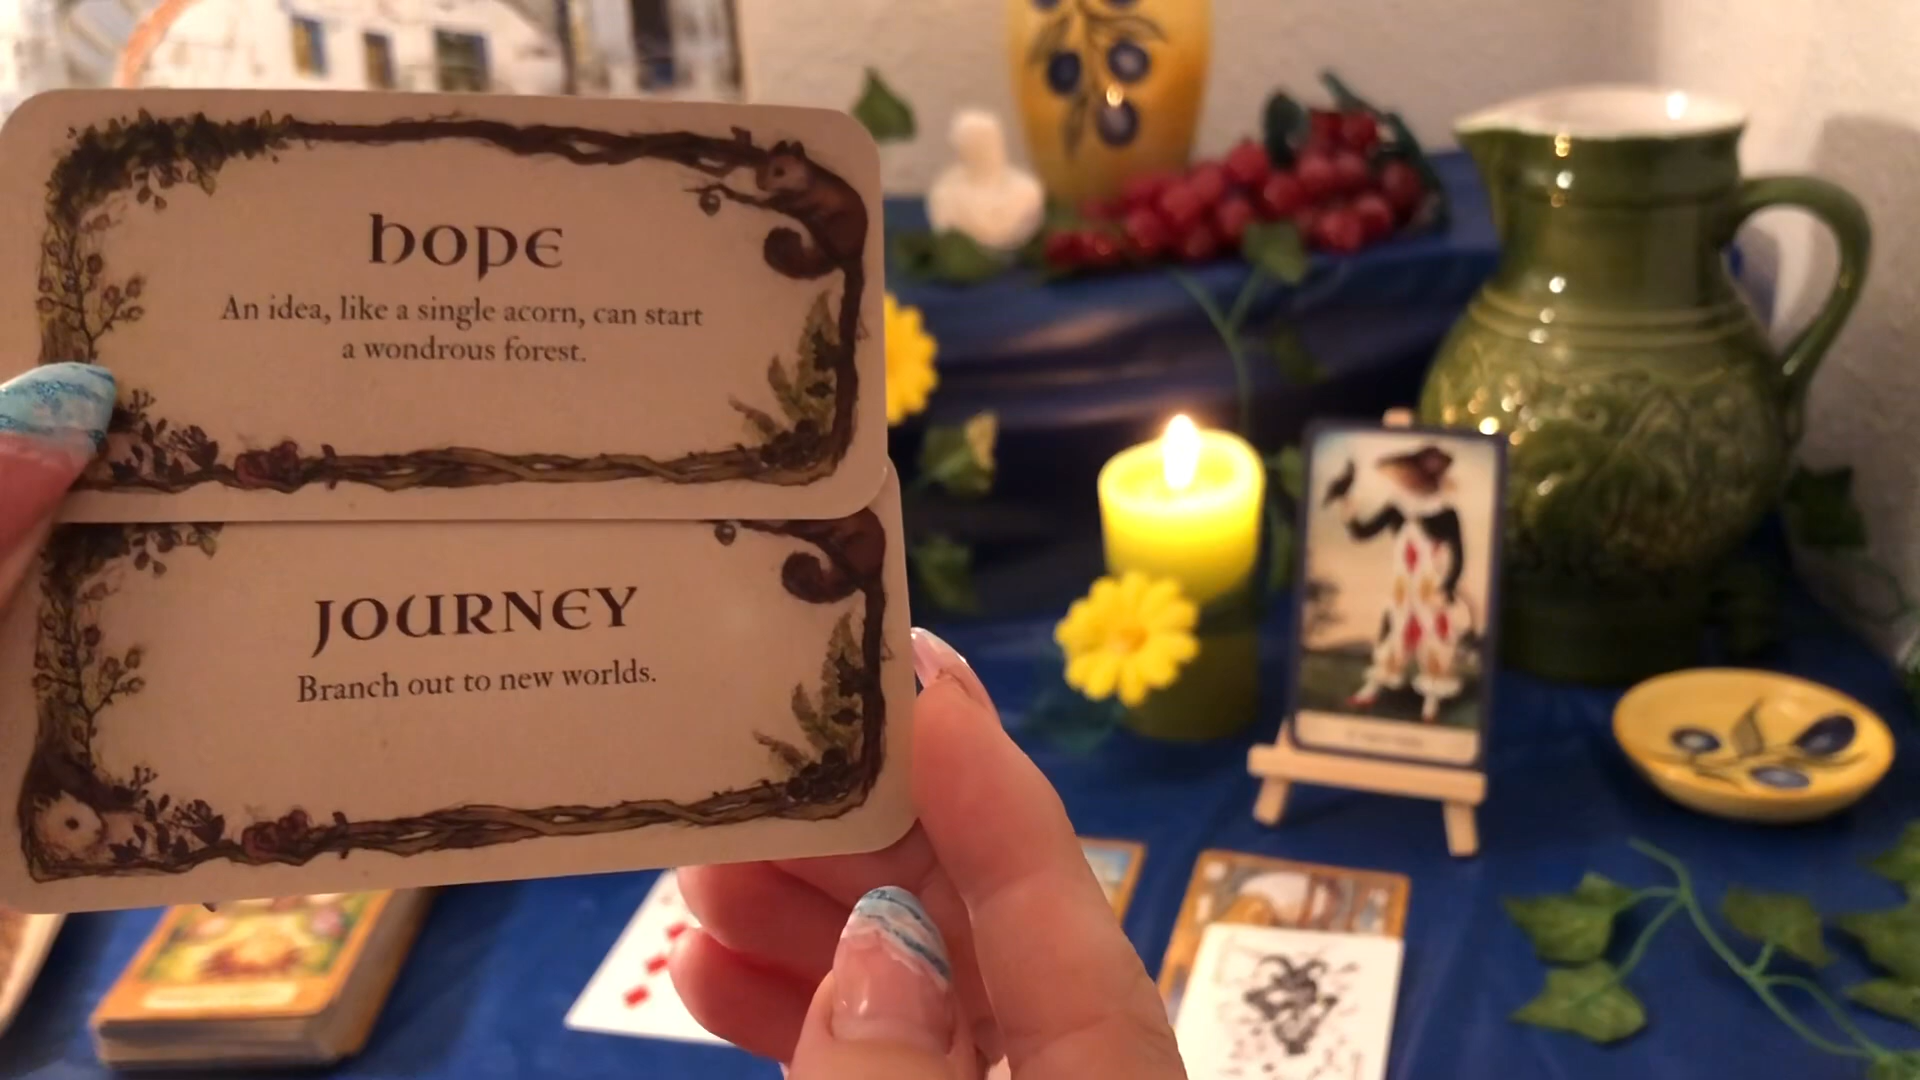 hope
An idea, like a single acorn, can start
a wondrous forest.
JOURNEY
Branch out to new worlds.